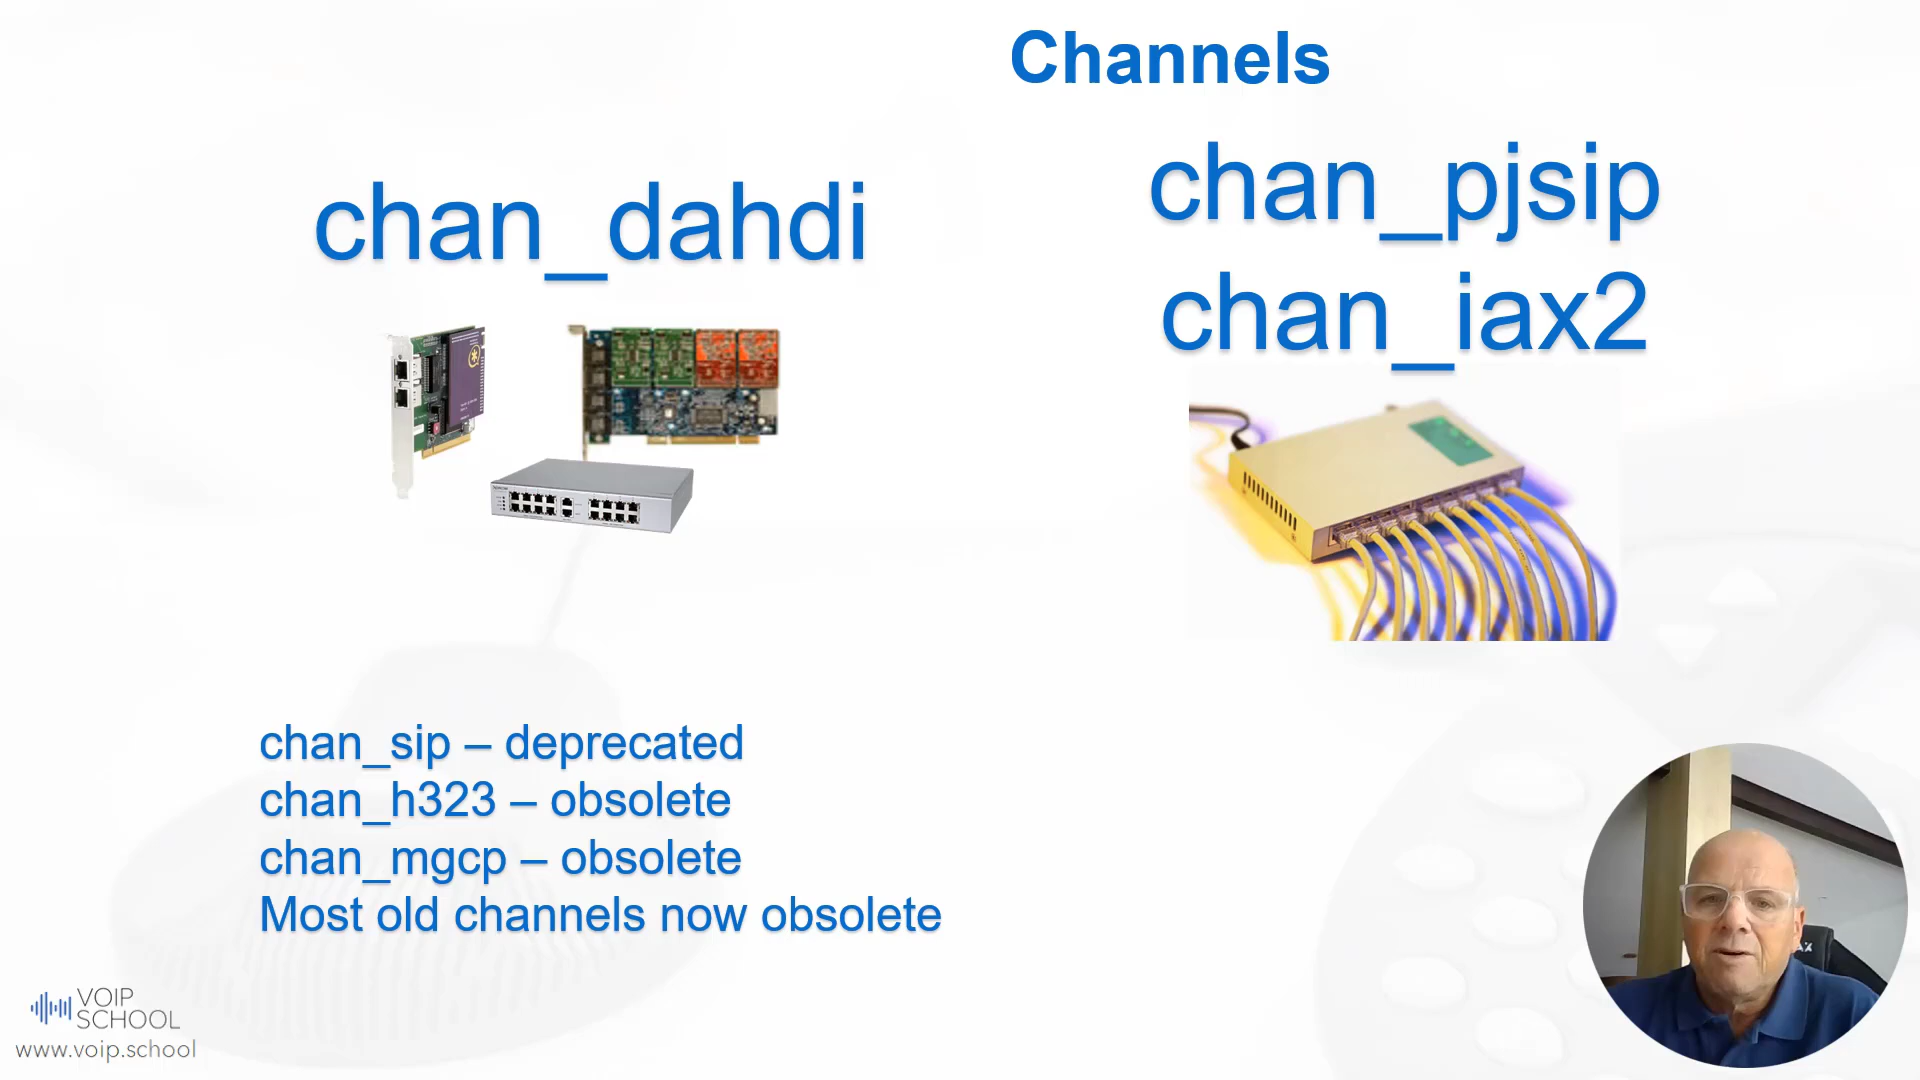 Channels
chan_dahdi
chan_pjsip
chan_iax2
chan_sip – deprecated
chan_h323 – obsolete
chan_mgcp – obsolete
Most old channels now obsolete
VOIP
SCHOOL
www.voip.school